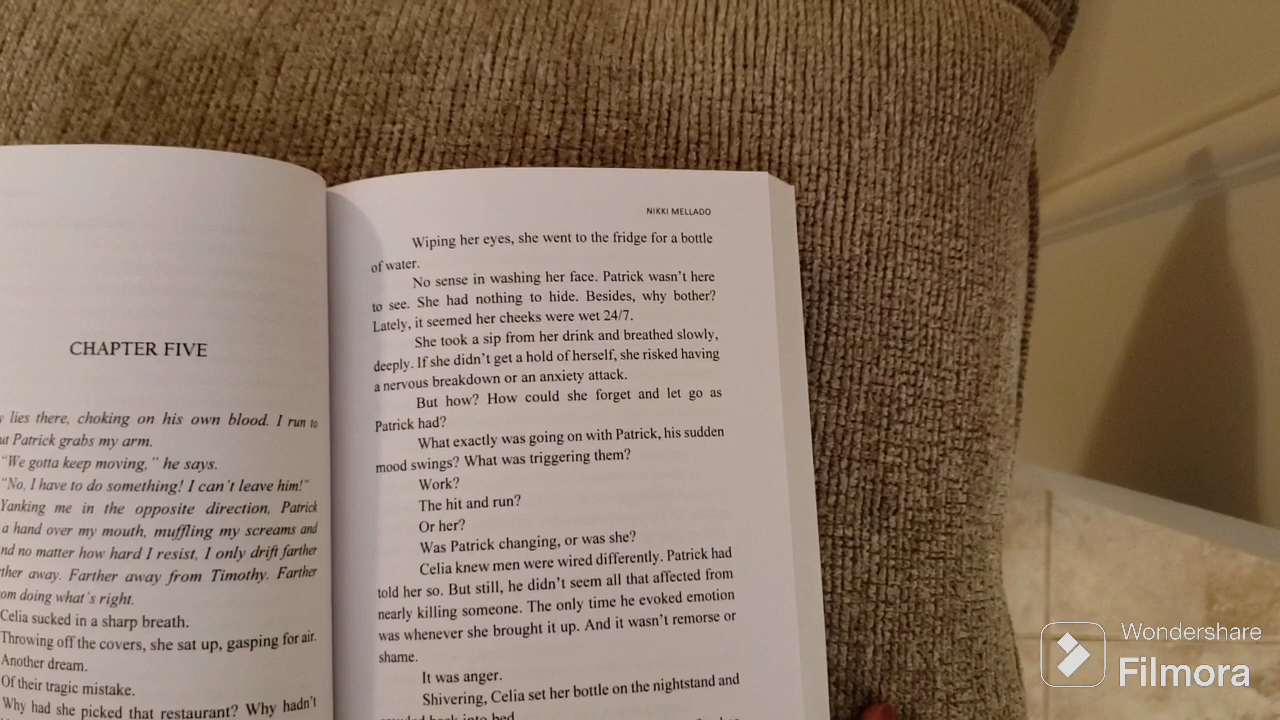 CHAPTER FIVE
lies there, choking on his own blood. I run to
Patrick grabs my arm.
"We gotta keep moving," he says.
"No, I have to do something! I can't leave him!"
Yanking me in the opposite direction, Patrick
a hand over my mouth, muffling my screams and
no matter how hard I resist, I only drift farther
away. Farther away from Timothy. Farther
doing what's right.
Celia sucked in a sharp breath.
Throwing off the covers, she sat up, gasping for air.
Another dream.
Of their tragic mistake.
Why had she picked that restaurant? Why hadn't
NIKKI MELLADO
Wiping her eyes, she went to the fridge for a bottle
of water.
No sense in washing her face. Patrick wasn't here
to see. She had nothing to hide. Besides, why bother?
Lately, it seemed her cheeks were wet 24/7.
She took a sip from her drink and breathed slowly,
deeply. If she didn't get a hold of herself, she risked having
a nervous breakdown or an anxiety attack.
But how? How could she forget and let go as
Patrick had?
What exactly was going on with Patrick, his sudden
mood swings? What was triggering them?
Work?
The hit and run?
Or her?
Was Patrick changing, or was she?
Celia knew men were wired differently. Patrick had
told her so. But still, he didn't seem all that affected from
nearly killing someone. The only time he evoked emotion
was whenever she brought it up. And it wasn't remorse or
shame.
It was anger.
Shivering, Celia set her bottle on the nightstand and
back into bed.
Wondershare
Filmora